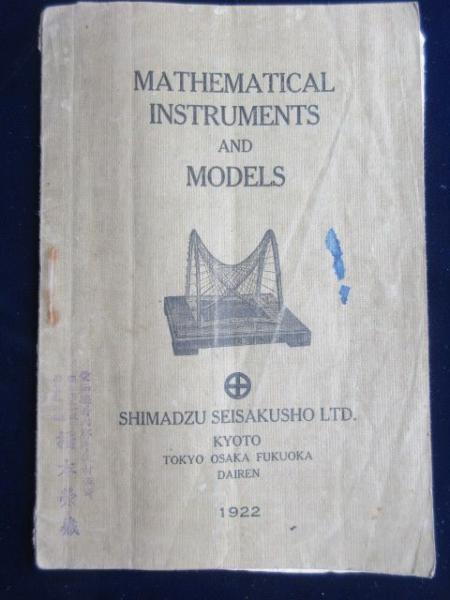 MATHEMATICAL
INSTRUMENTS
AND
MODELS
SHIMADZU SEISAKUSHO LTD.
KYOTO
TOKYO OSAKA FUKUOKA
DAIREN
1922